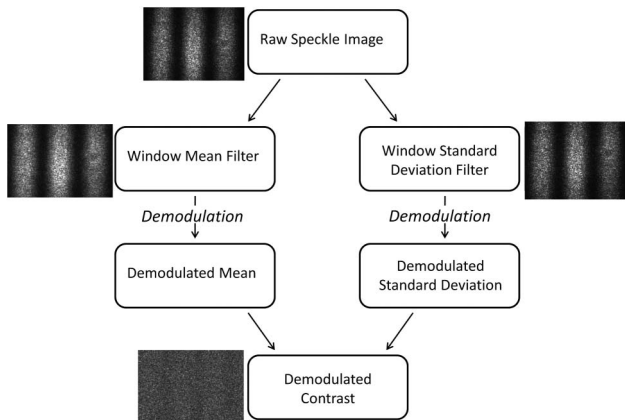 Raw Speckle Image
Window Mean Filter
Window Standard
Deviation Filter
Demodulation
Demodulation
Demodulated Mean
Demodulated
Standard Deviation
Demodulated
Contrast